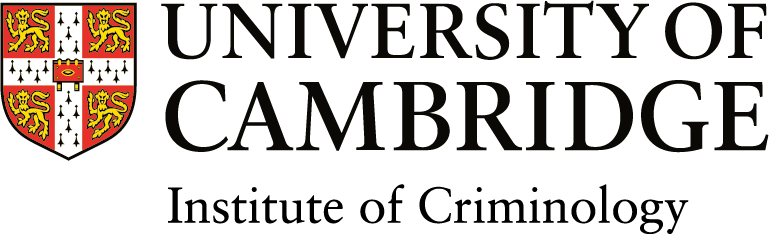 UNIVERSITY OF
CAMBRIDGE
Institute of Criminology